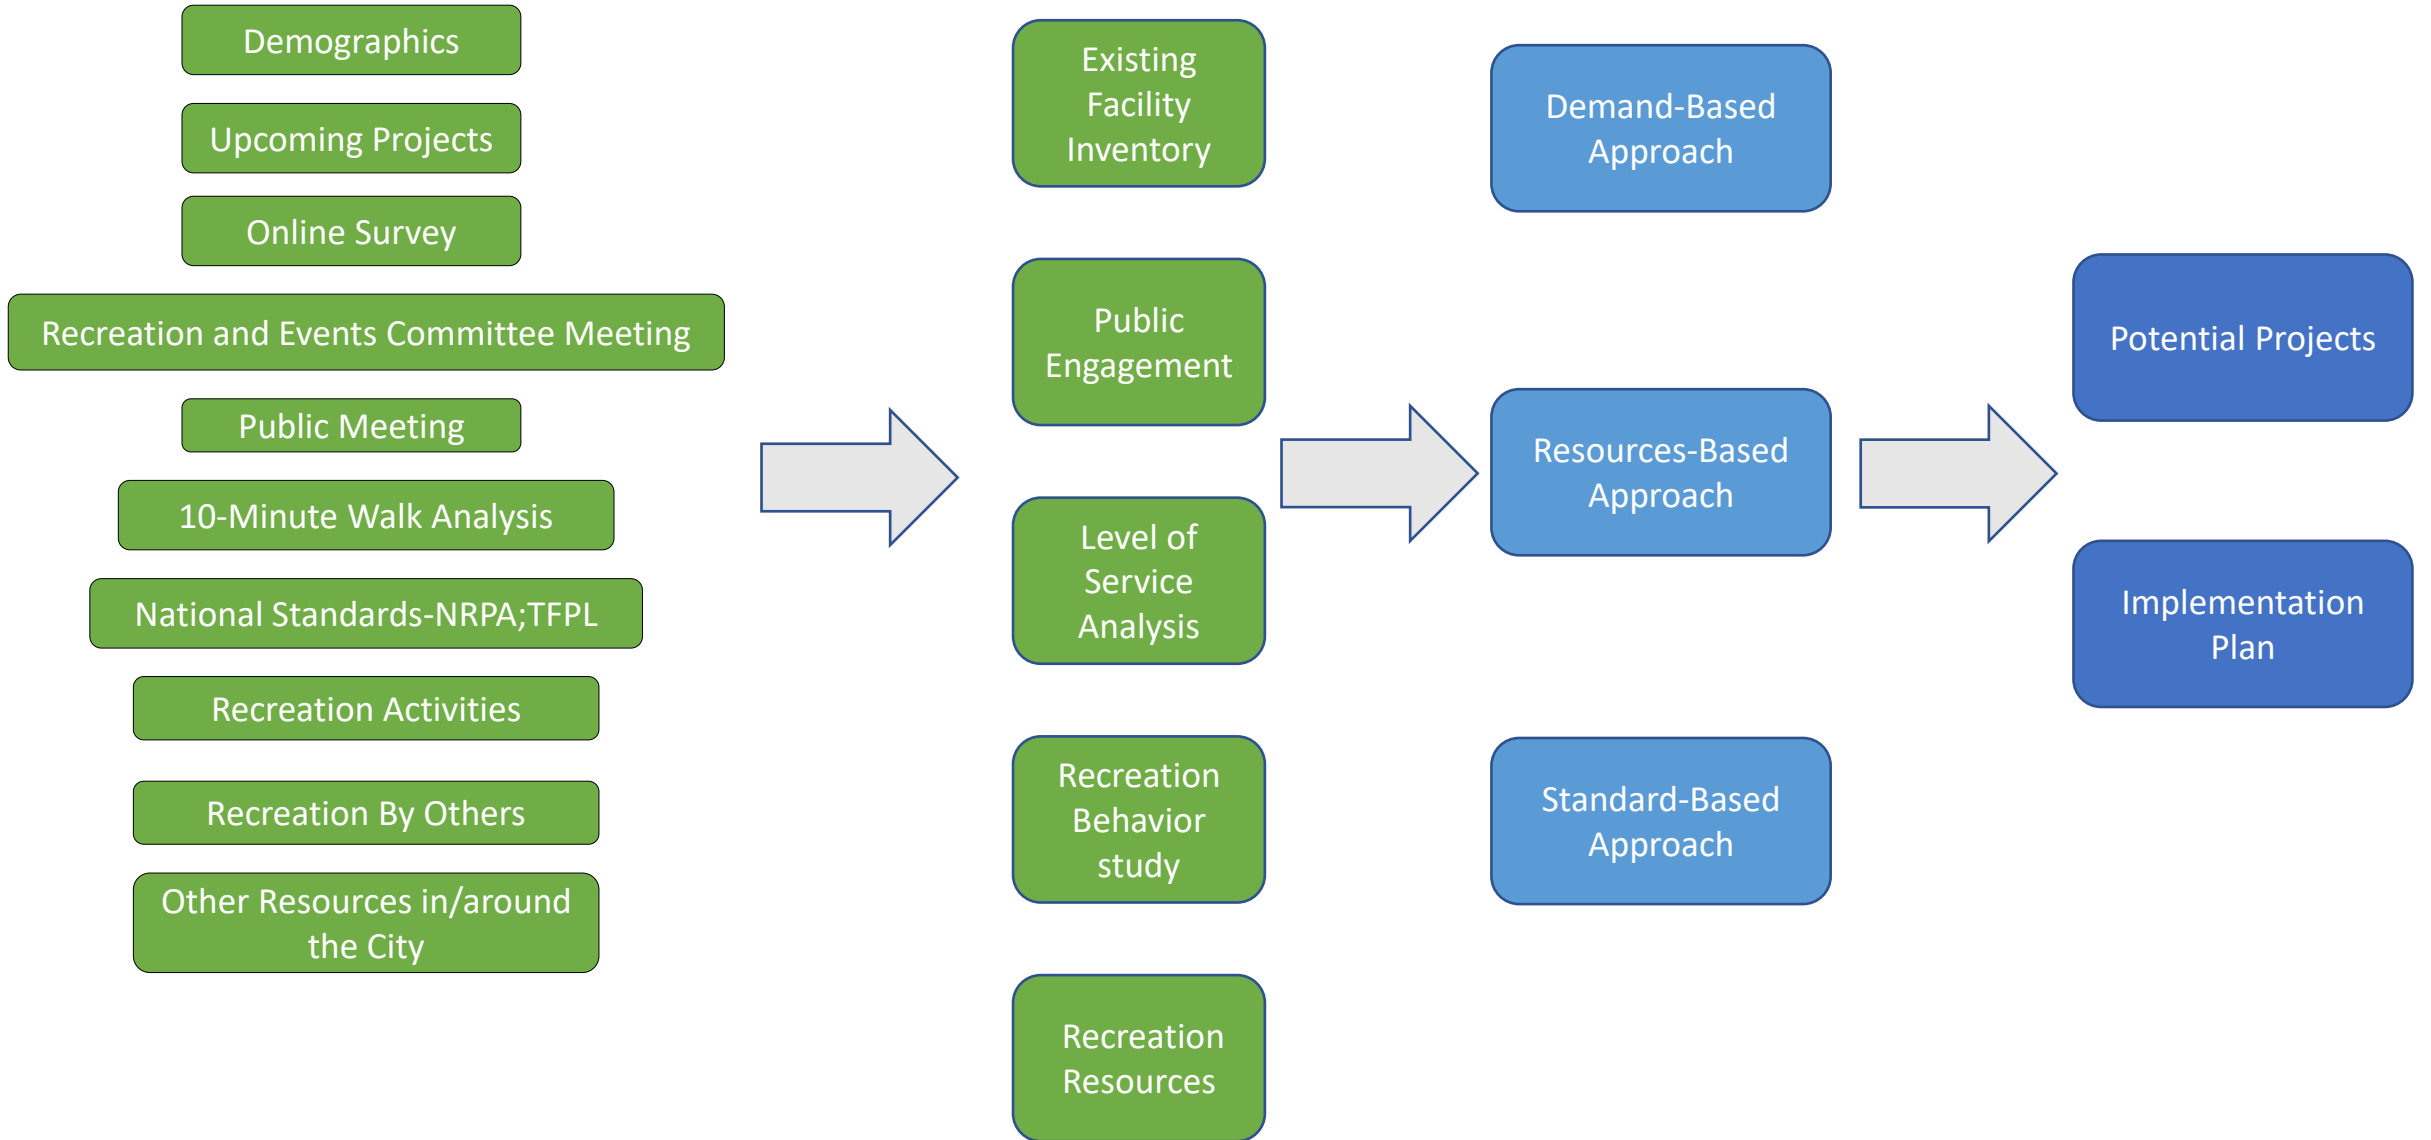 Demographics
Upcoming Projects
Online Survey
Recreation and Events Committee Meeting
Public Meeting
10-Minute Walk Analysis
National Standards-NRPA;TFPL
Recreation Activities
Recreation By Others
Other Resources in/around
the City
Existing
Facility
Inventory
Public
Engagement
Level of
Service
Analysis
Recreation
Behavior
study
Recreation
Resources
Demand-Based
Approach
Resources-Based
Approach
Standard-Based
Approach
Potential Projects
Implementation
Plan